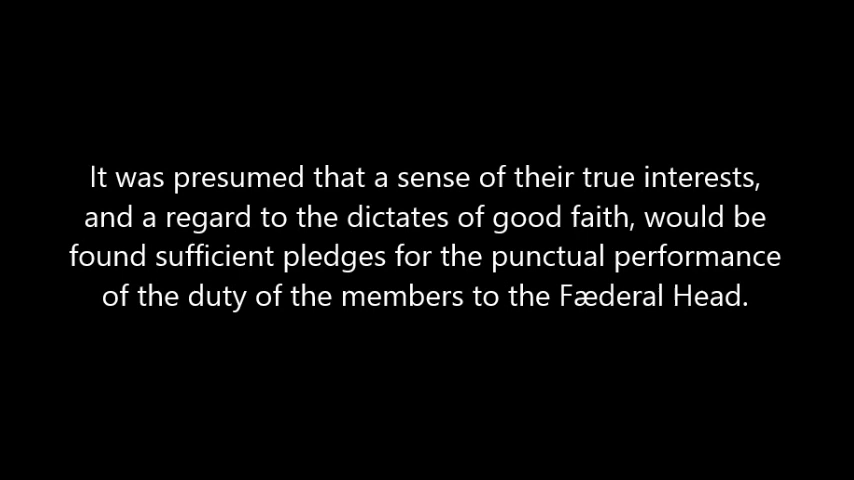 It was presumed that a sense of their true interests,
and a regard to the dictates of good faith, would be
found sufficient pledges for the punctual performance
of the duty of the members to the Fæderal Head.